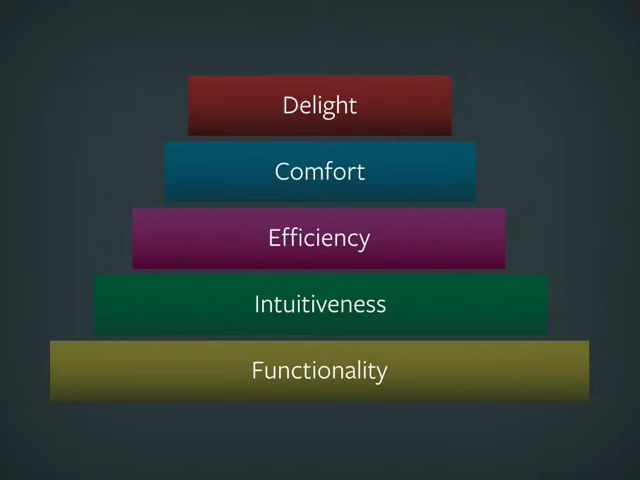 Delight
Comfort
Efficiency
Intuitiveness
Functionality